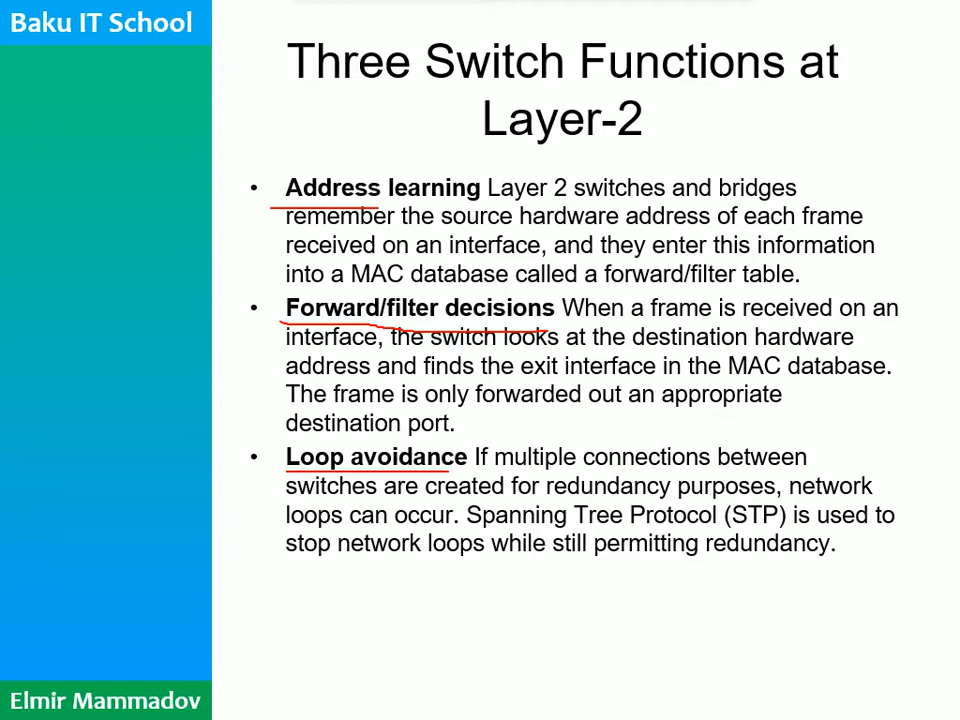 Baku IT School
Three Switch Functions at
Layer-2
• Address learning Layer 2 switches and bridges
remember the source hardware address of each frame
received on an interface, and they enter this information
into a MAC database called a forward/filter table.
• Forward/filter decisions When a frame is received on an
interface, the switch looks at the destination hardware
address and finds the exit interface in the MAC database.
The frame is only forwarded out an appropriate
destination port.
• Loop avoidance If multiple connections between
switches are created for redundancy purposes, network
loops can occur. Spanning Tree Protocol (STP) is used to
stop network loops while still permitting redundancy.
Elmir Mammadov